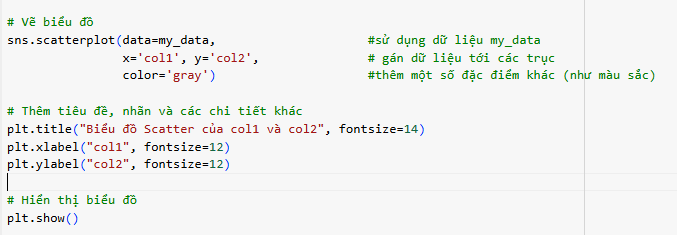 # Vẽ biểu đồ
sns.scatterplot(data=my_data, #sử dụng dữ liệu my_data
x='col1', y='col2', # gán dữ liệu tới các trục
color='gray') #thêm một số đặc điểm khác (như màu sắc)
# Thêm tiêu đề, nhãn và các chi tiết khác
plt.title("Biểu đồ Scatter của col1 và col2", fontsize=14)
plt.xlabel("col1", fontsize=12)
plt.ylabel("col2", fontsize=12)
# Hiển thị biểu đồ
plt.show()